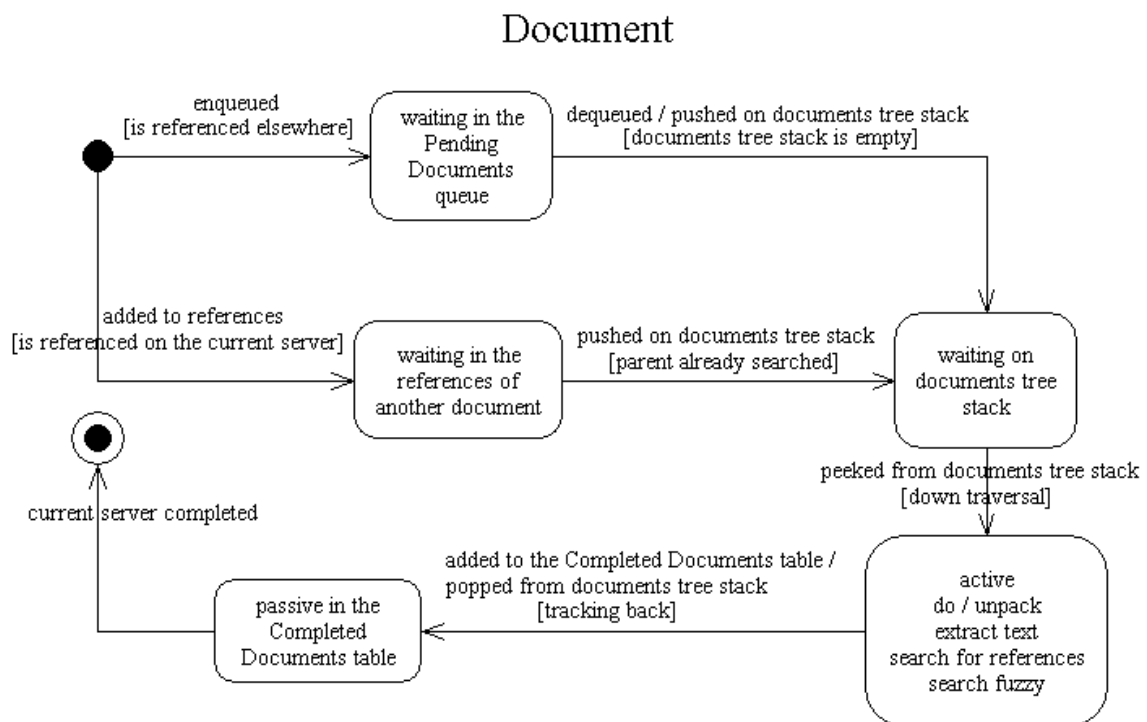 Document
enqueued
[is referenced elsewhere]
waiting in the
Pending
Documents
queue
dequeued / pushed on documents tree stack
[documents tree stack is empty]
added to references
[is referenced on the current server]
waiting in the
references of
another document
pushed on documents tree stack
[parent already searched]
waiting on
documents tree
stack
peeked from documents tree stack
[down traversal]
current server completed
passive in the
Completed
Documents table
added to the Completed Documents table /
popped from documents tree stack
[tracking back]
active
do / unpack
extract text
search for references
search fuzzy